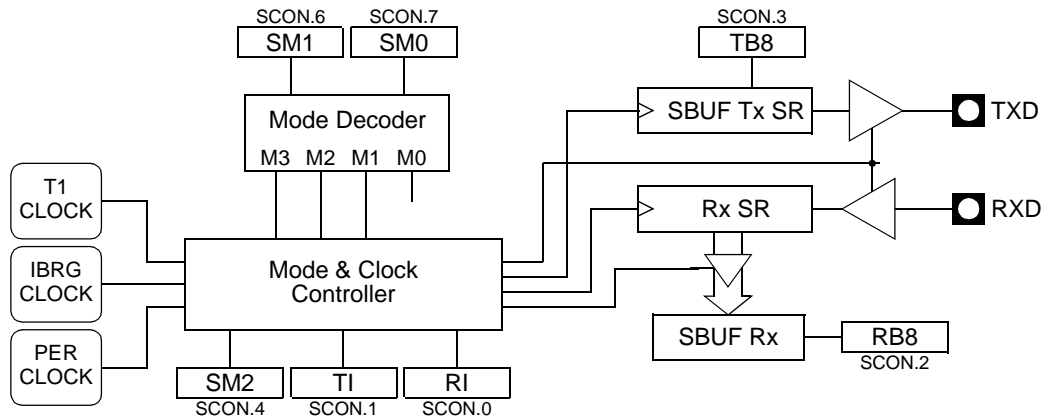 SCON.6
SCON.7
SCON.3
SM1
SM0
TB8
Mode Decoder
SBUF Tx SR
TXD
M3
M2
M1
M0
T1
CLOCK
Rx SR
RXD
IBRG
CLOCK
Mode & Clock
Controller
PER
CLOCK
SBUF Rx
RB8
SCON.2
SM2
TI
RI
SCON.4
SCON.1
SCON.0